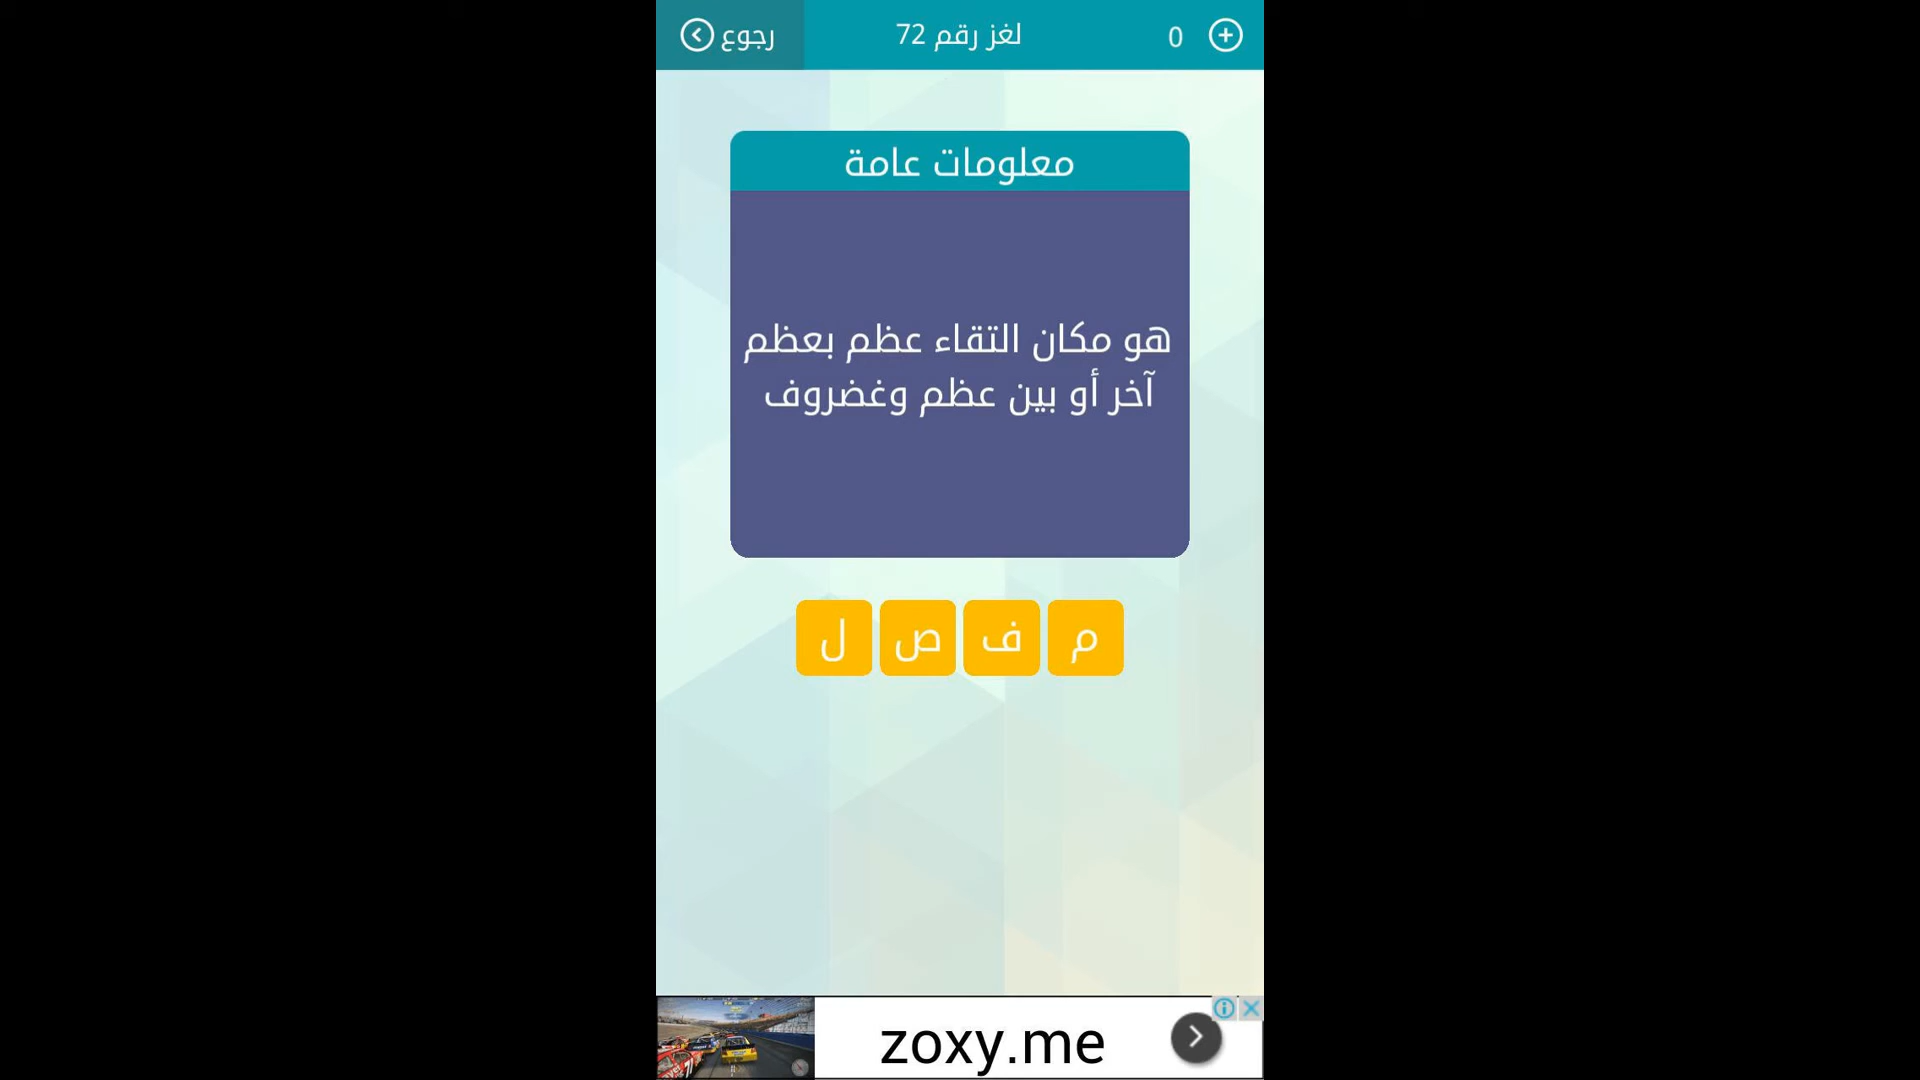 رجوع
لغز رقم 72
0
معلومات عامة
هو مكان التقاء عظم بعظم
آخر أو بين عظم وغضروف
م ف ص ل
zoxy.me